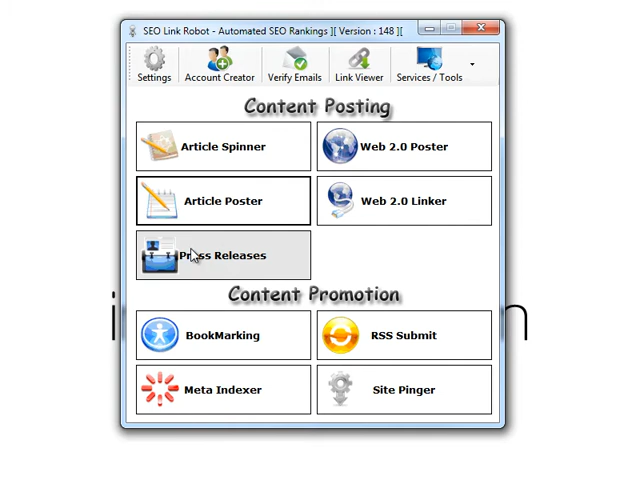 SEO Link Robot - Automated SEO Rankings ][ Version : 148 ][
Settings Account Creator Verify Emails Link Viewer Services / Tools
Content Posting
Article Spinner Web 2.0 Poster
Article Poster Web 2.0 Linker
Press Releases
Content Promotion
BookMarking RSS Submit
Meta Indexer Site Pinger